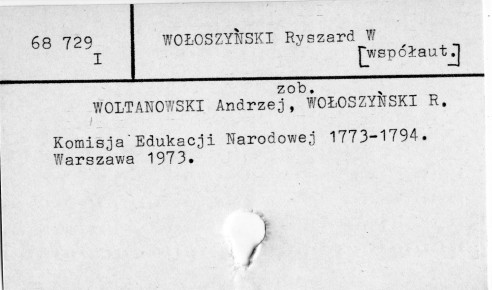 68 729
I
WOŁOSZYŃSKI Ryszard W
[współaut.]
zob.
WOLTANOWSKI Andrzej, WOŁOSZYŃSKI R.
Komisja Edukacji Narodowej 1773-1794.
Warszawa 1973.